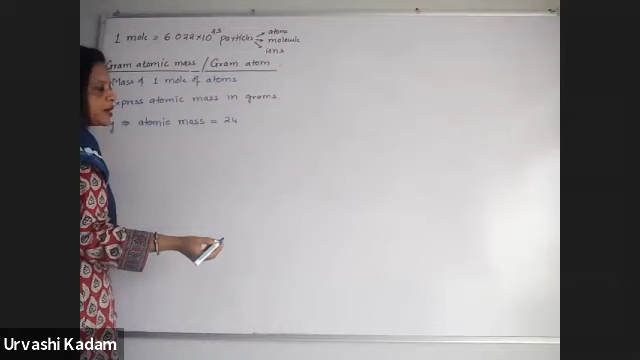 1 mole = 6.022×10²³ particles → atoms
→ molecule
→ ions
Gram atomic mass / Gram atom
Mass of 1 mole of atoms
express atomic mass in grams
⇒ atomic mass = 24
Urvashi Kadam